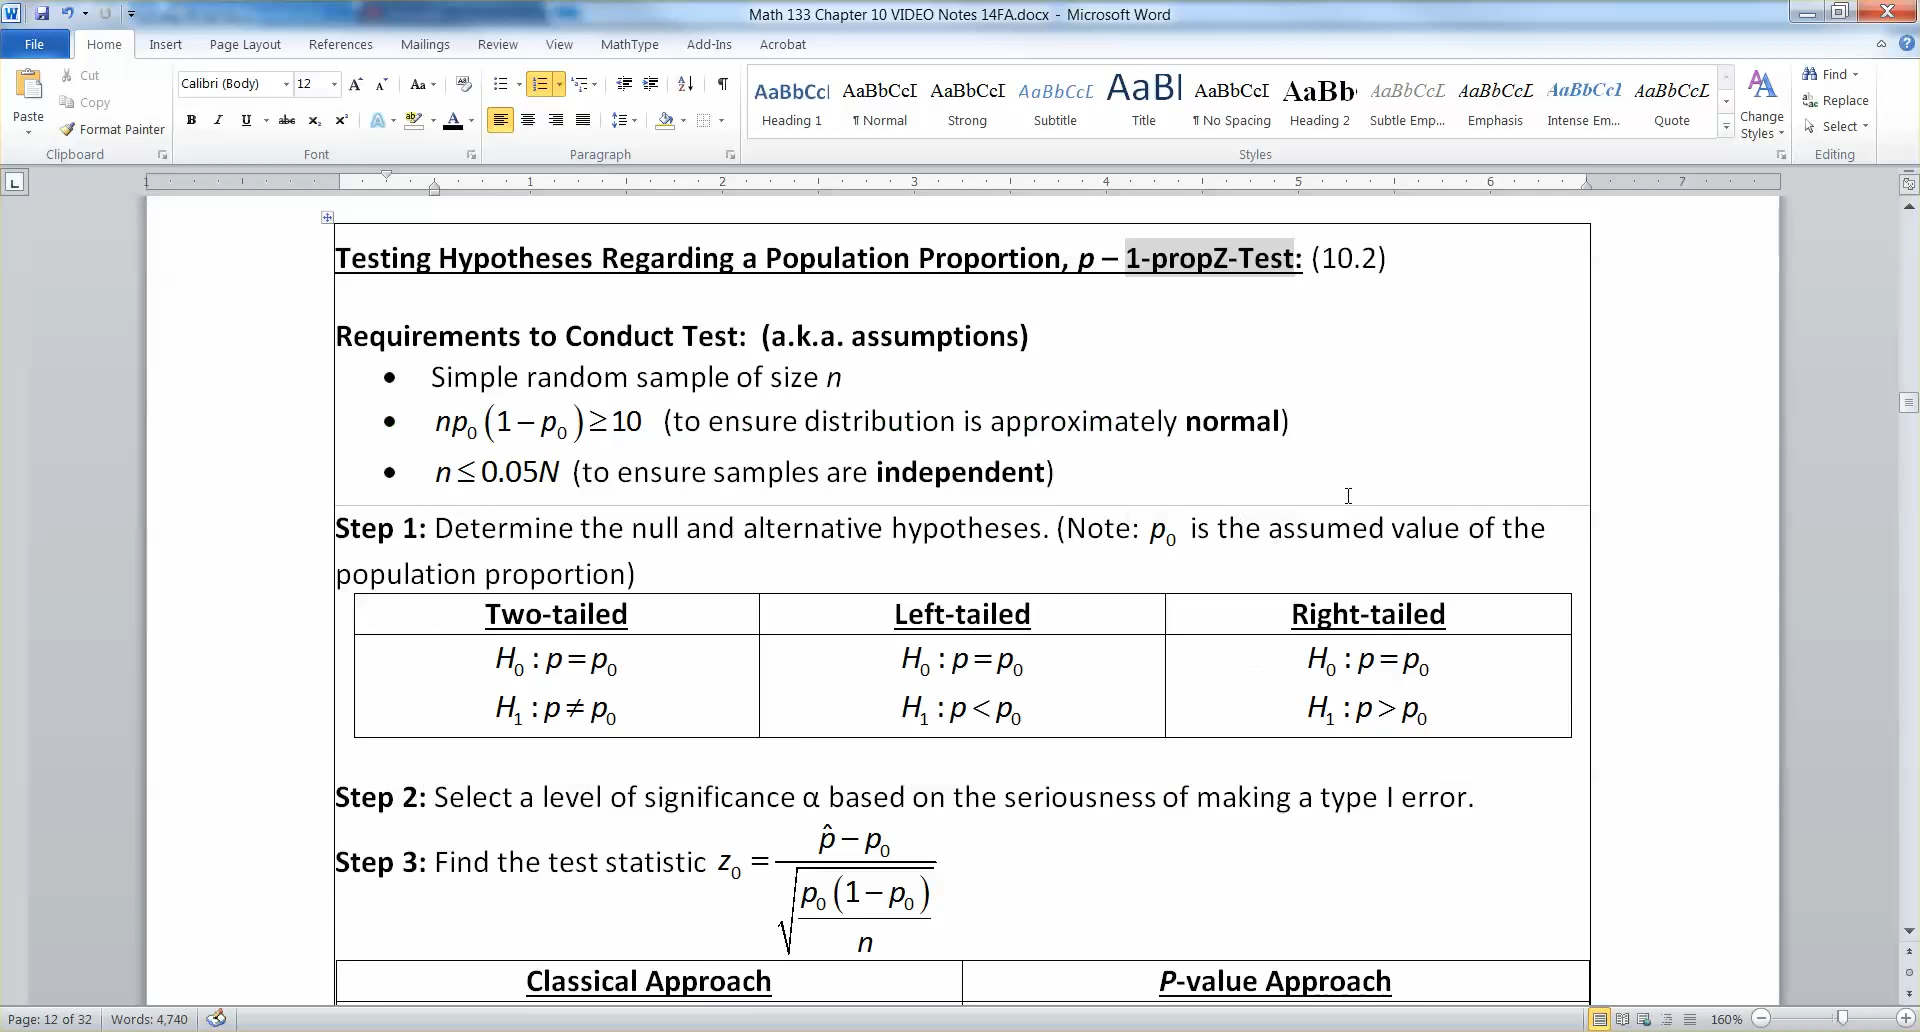 Math 133 Chapter 10 VIDEO Notes 14FA.docx - Microsoft Word
File Home Insert Page Layout References Mailings Review View MathType Add-Ins Acrobat
Paste
Cut
Copy
Format Painter
Clipboard
Calibri (Body) 12
Font
Paragraph
AaBbCcI AaBbCcI AaBbCcI AaBbCcL AaBl AaBbCcI AaBb AaBbCcL AaBbCcL AaBbCcI AaBbCcL
Heading 1 ¶ Normal Strong Subtitle Title ¶ No Spacing Heading 2 Subtle Emp... Emphasis Intense Em... Quote
Styles
Change Styles
Find
Replace
Select
Editing
1 1 2 3 4 5 6 7
Testing Hypotheses Regarding a Population Proportion, p – 1-propZ-Test: (10.2)
Requirements to Conduct Test: (a.k.a. assumptions)
• Simple random sample of size n
• np₀(1 − p₀) ≥ 10 (to ensure distribution is approximately normal)
• n ≤ 0.05N (to ensure samples are independent)
Step 1: Determine the null and alternative hypotheses. (Note: p₀ is the assumed value of the
population proportion)
Two-tailed Left-tailed Right-tailed
H₀ : p = p₀ H₀ : p = p₀ H₀ : p = p₀
H₁ : p ≠ p₀ H₁ : p < p₀ H₁ : p > p₀
Step 2: Select a level of significance α based on the seriousness of making a type I error.
Step 3: Find the test statistic z₀ = (p̂ − p₀) / √(p₀(1 − p₀) / n)
Classical Approach P-value Approach
Page: 12 of 32 Words: 4,740 160%